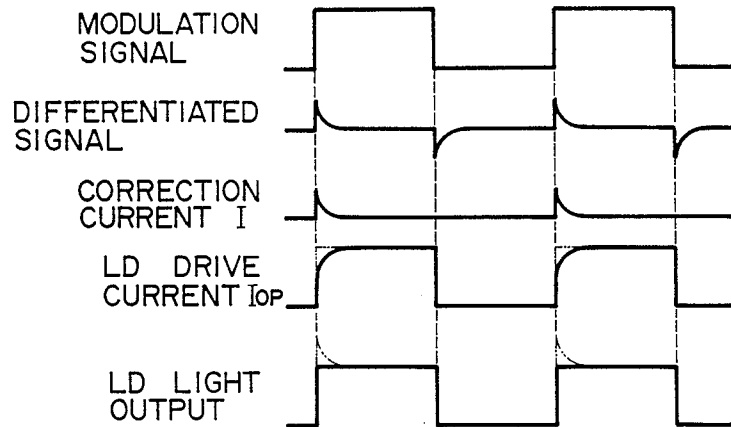 MODULATION
SIGNAL
DIFFERENTIATED
SIGNAL
CORRECTION
CURRENT I
LD DRIVE
CURRENT IOP
LD LIGHT
OUTPUT